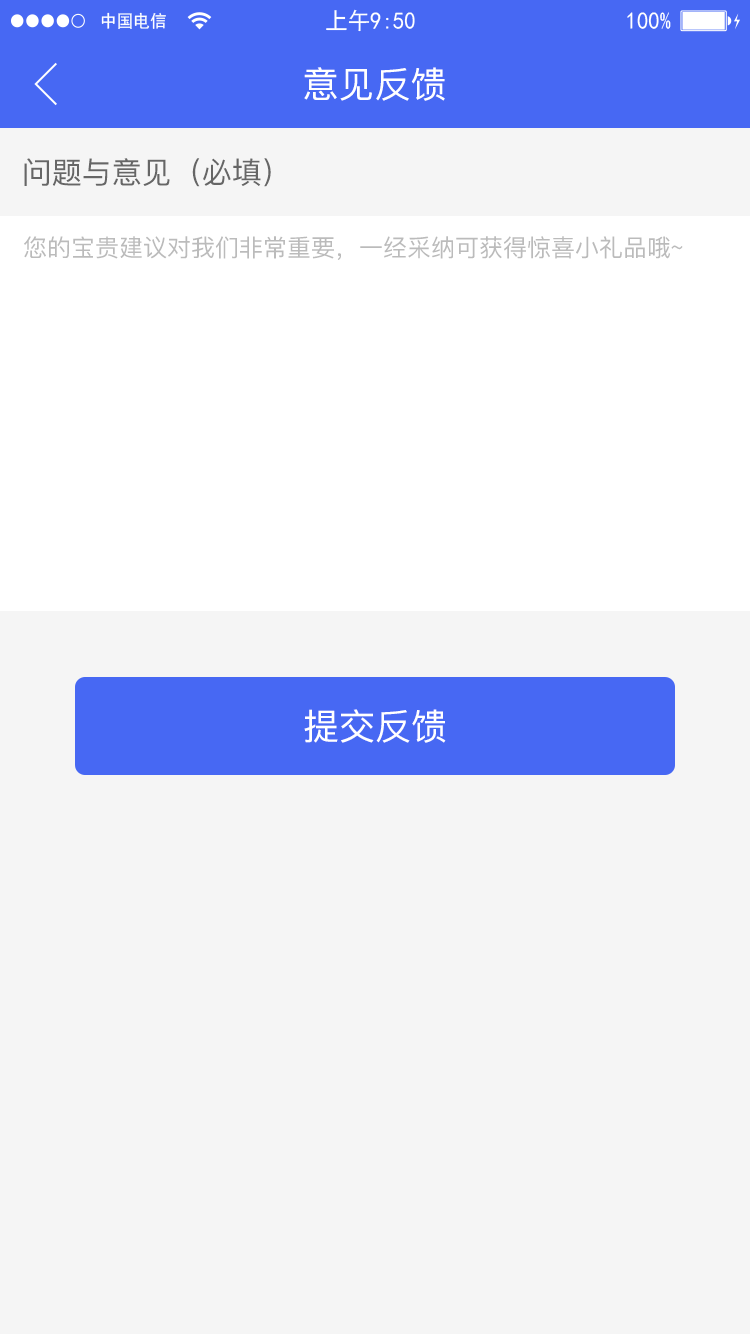 中国电信 上午9:50 100%
意见反馈
问题与意见（必填）
您的宝贵建议对我们非常重要，一经采纳可获得惊喜小礼品哦~
提交反馈